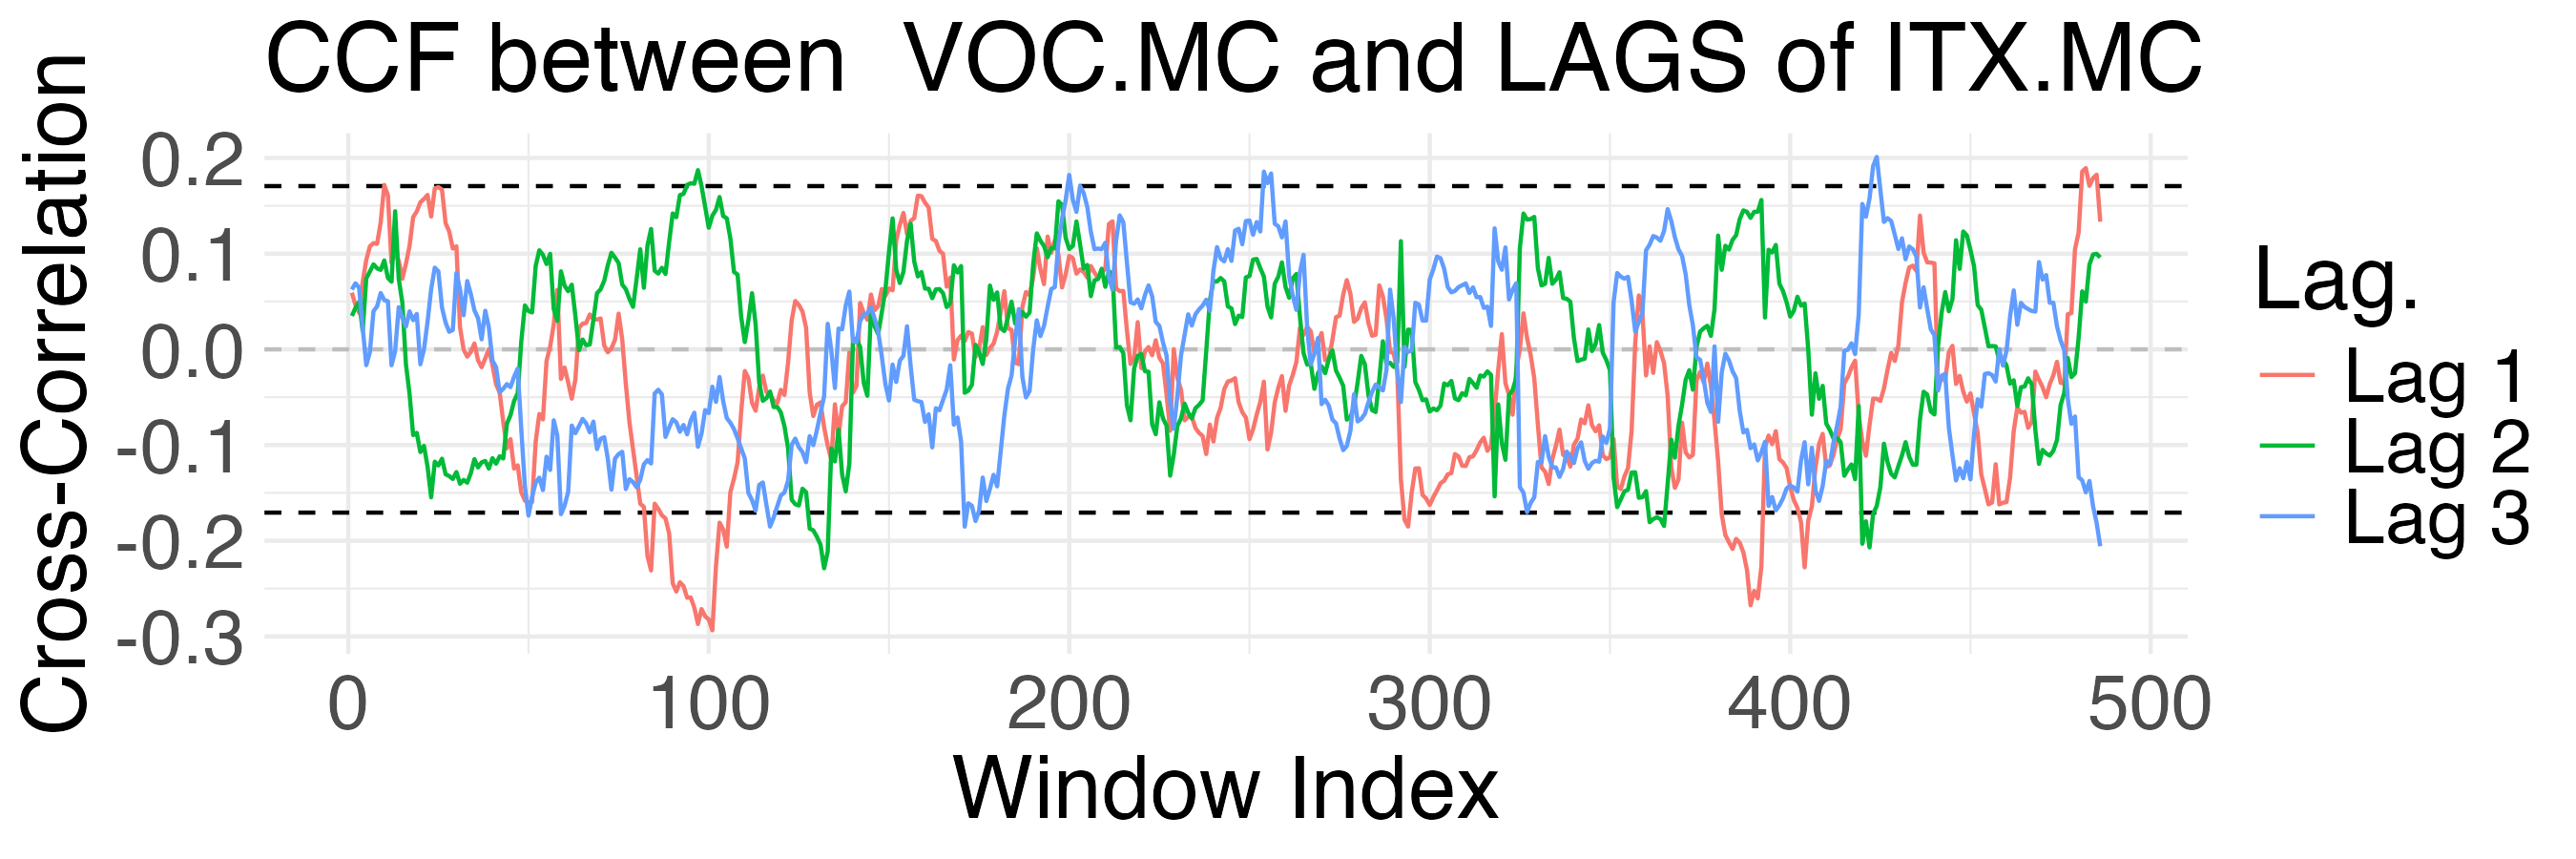 CCF between  VOC.MC and LAGS of ITX.MC
Cross-Correlation
0.2
0.1
0.0
-0.1
-0.2
-0.3
0 100 200 300 400 500
Window Index
Lag.
Lag 1
Lag 2
Lag 3